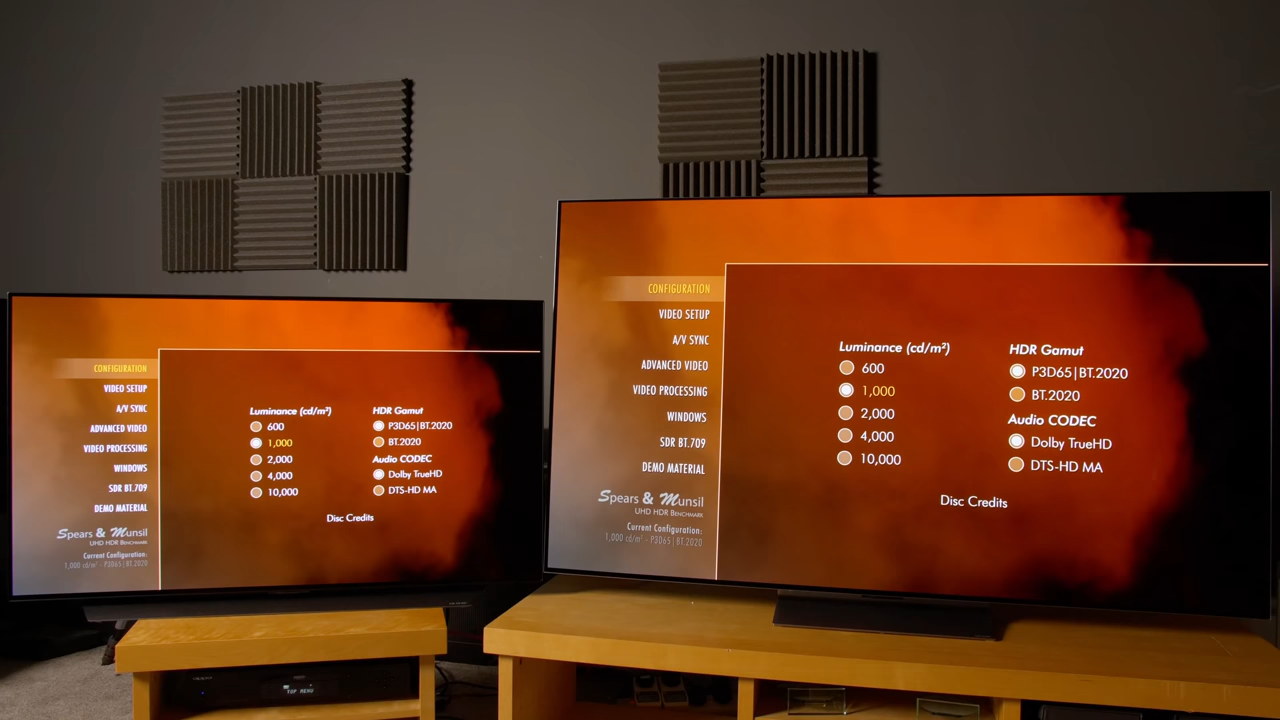 CONFIGURATION
VIDEO SETUP
A/V SYNC
ADVANCED VIDEO
VIDEO PROCESSING
WINDOWS
SDR BT.709
DEMO MATERIAL
Spears & Munsil
UHD HDR BENCHMARK
Current Configuration:
1,000 cd/m² - P3D65|BT.2020
Luminance (cd/m²)
600
1,000
2,000
4,000
10,000
HDR Gamut
P3D65|BT.2020
BT.2020
Audio CODEC
Dolby TrueHD
DTS-HD MA
Disc Credits
CONFIGURATION
VIDEO SETUP
A/V SYNC
ADVANCED VIDEO
VIDEO PROCESSING
WINDOWS
SDR BT.709
DEMO MATERIAL
Spears & Munsil
UHD HDR BENCHMARK
Current Configuration:
1,000 cd/m² - P3D65|BT.2020
Luminance (cd/m²)
600
1,000
2,000
4,000
10,000
HDR Gamut
P3D65|BT.2020
BT.2020
Audio CODEC
Dolby TrueHD
DTS-HD MA
Disc Credits
oppo
TOP MENU